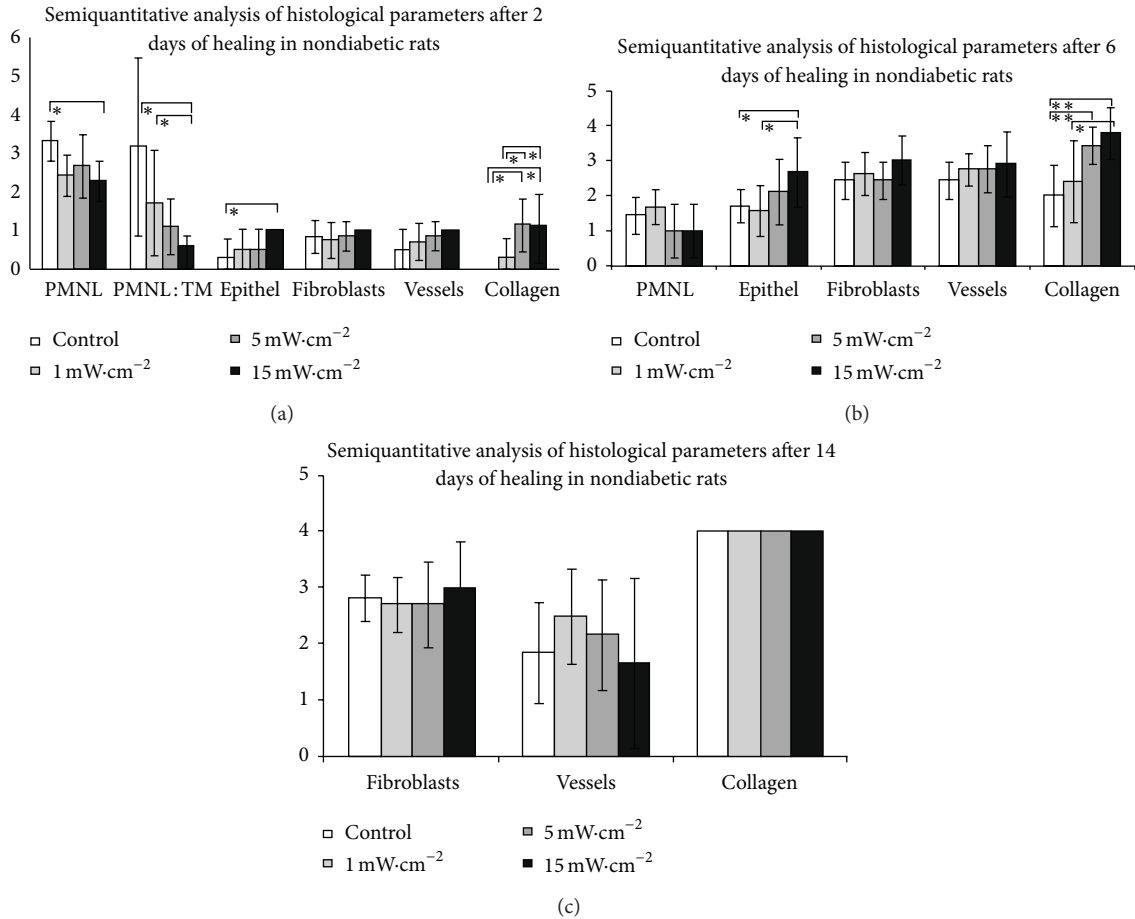 Semiquantitative analysis of histological parameters after 2
days of healing in nondiabetic rats
6
5
4
3
2
1
0
*
*
*
*
*
*
*
*
PMNL PMNL:TM Epithel Fibroblasts Vessels Collagen
Control
1 mW·cm⁻²
5 mW·cm⁻²
15 mW·cm⁻²
(a)
Semiquantitative analysis of histological parameters after 6
days of healing in nondiabetic rats
5
4
3
2
1
0
*
*
**
**
*
PMNL Epithel Fibroblasts Vessels Collagen
Control
1 mW·cm⁻²
5 mW·cm⁻²
15 mW·cm⁻²
(b)
Semiquantitative analysis of histological parameters after 14
days of healing in nondiabetic rats
5
4
3
2
1
0
Fibroblasts Vessels Collagen
Control
1 mW·cm⁻²
5 mW·cm⁻²
15 mW·cm⁻²
(c)